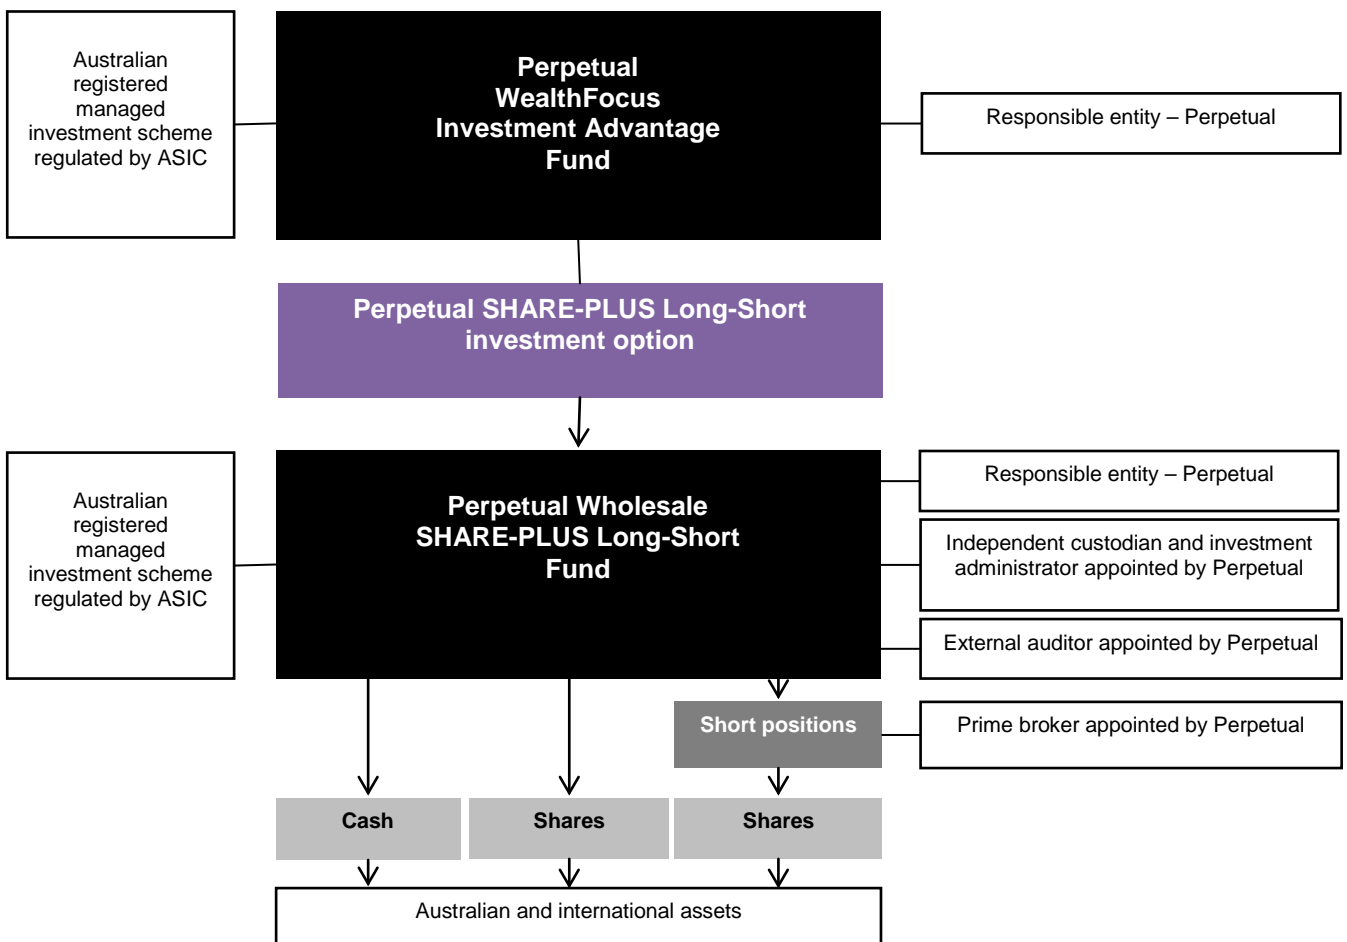 Australian
registered
managed
investment scheme
regulated by ASIC
Perpetual
WealthFocus
Investment Advantage
Fund
Responsible entity – Perpetual
Perpetual SHARE-PLUS Long-Short
investment option
Australian
registered
managed
investment scheme
regulated by ASIC
Perpetual Wholesale
SHARE-PLUS Long-Short
Fund
Responsible entity – Perpetual
Independent custodian and investment
administrator appointed by Perpetual
External auditor appointed by Perpetual
Short positions
Prime broker appointed by Perpetual
Cash
Shares
Shares
Australian and international assets